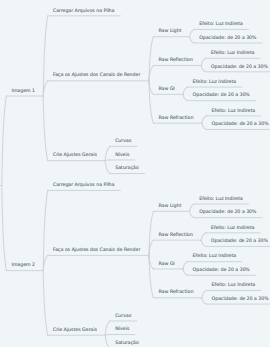 Carregar Arquivos na Pilha
Efeito: Luz Indireta
Raw Light
Opacidade: de 20 a 30%
Efeito: Luz Indireta
Raw Reflection
Opacidade: de 20 a 30%
Faça os Ajustes dos Canais de Render
Efeito: Luz Indireta
Imagem 1
Raw GI
Opacidade: de 20 a 30%
Efeito: Luz Indireta
Raw Refraction
Opacidade: de 20 a 30%
Curvas
Crie Ajustes Gerais
Níveis
Saturação
Carregar Arquivos na Pilha
Efeito: Luz Indireta
Raw Light
Opacidade: de 20 a 30%
Efeito: Luz Indireta
Raw Reflection
Opacidade: de 20 a 30%
Faça os Ajustes dos Canais de Render
Efeito: Luz Indireta
Imagem 2
Raw GI
Opacidade: de 20 a 30%
Efeito: Luz Indireta
Raw Refraction
Opacidade: de 20 a 30%
Curvas
Crie Ajustes Gerais
Níveis
Saturação